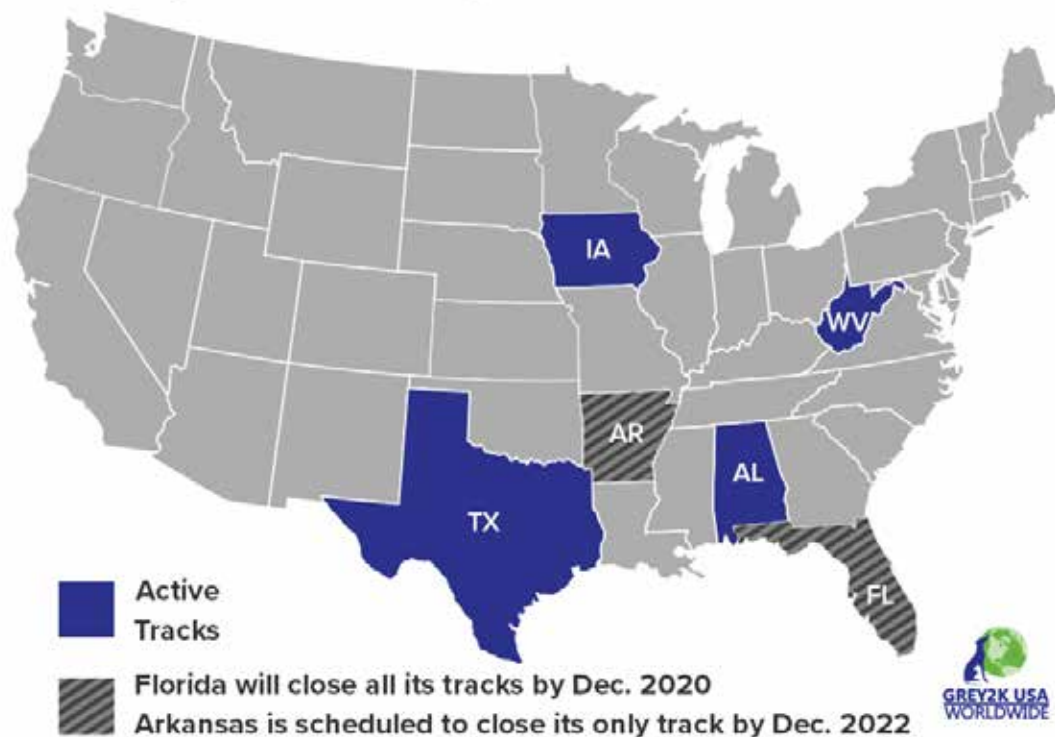 IA
WV
AR
AL
TX
FL
Active
Tracks
Florida will close all its tracks by Dec. 2020
Arkansas is scheduled to close its only track by Dec. 2022
GREY2K USA
WORLDWIDE